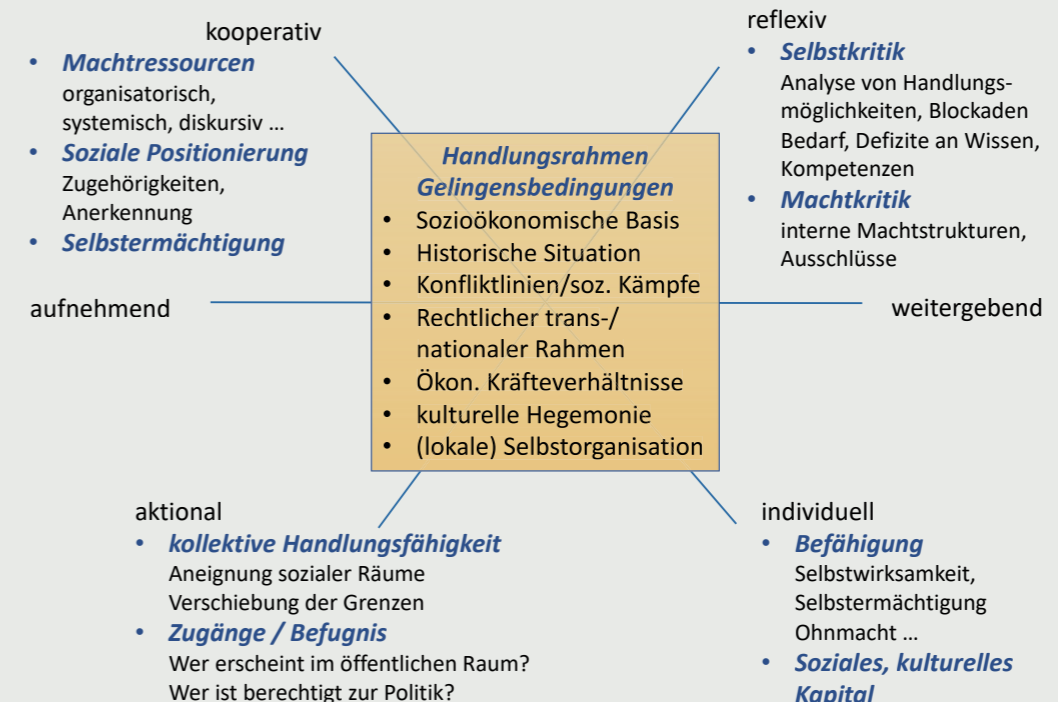 kooperativ
• Machtressourcen
organisatorisch,
systemisch, diskursiv ...
• Soziale Positionierung
Zugehörigkeiten,
Anerkennung
• Selbstermächtigung
reflexiv
• Selbstkritik
Analyse von Handlungs-
möglichkeiten, Blockaden
Bedarf, Defizite an Wissen,
Kompetenzen
• Machtkritik
interne Machtstrukturen,
Ausschlüsse
Handlungsrahmen
Gelingensbedingungen
• Sozioökonomische Basis
• Historische Situation
• Konfliktlinien/soz. Kämpfe
• Rechtlicher trans-/
nationaler Rahmen
• Ökon. Kräfteverhältnisse
• kulturelle Hegemonie
• (lokale) Selbstorganisation
aufnehmend
weitergebend
aktional
• kollektive Handlungsfähigkeit
Aneignung sozialer Räume
Verschiebung der Grenzen
• Zugänge / Befugnis
Wer erscheint im öffentlichen Raum?
Wer ist berechtigt zur Politik?
individuell
• Befähigung
Selbstwirksamkeit,
Selbstermächtigung
Ohnmacht ...
• Soziales, kulturelles
Kapital